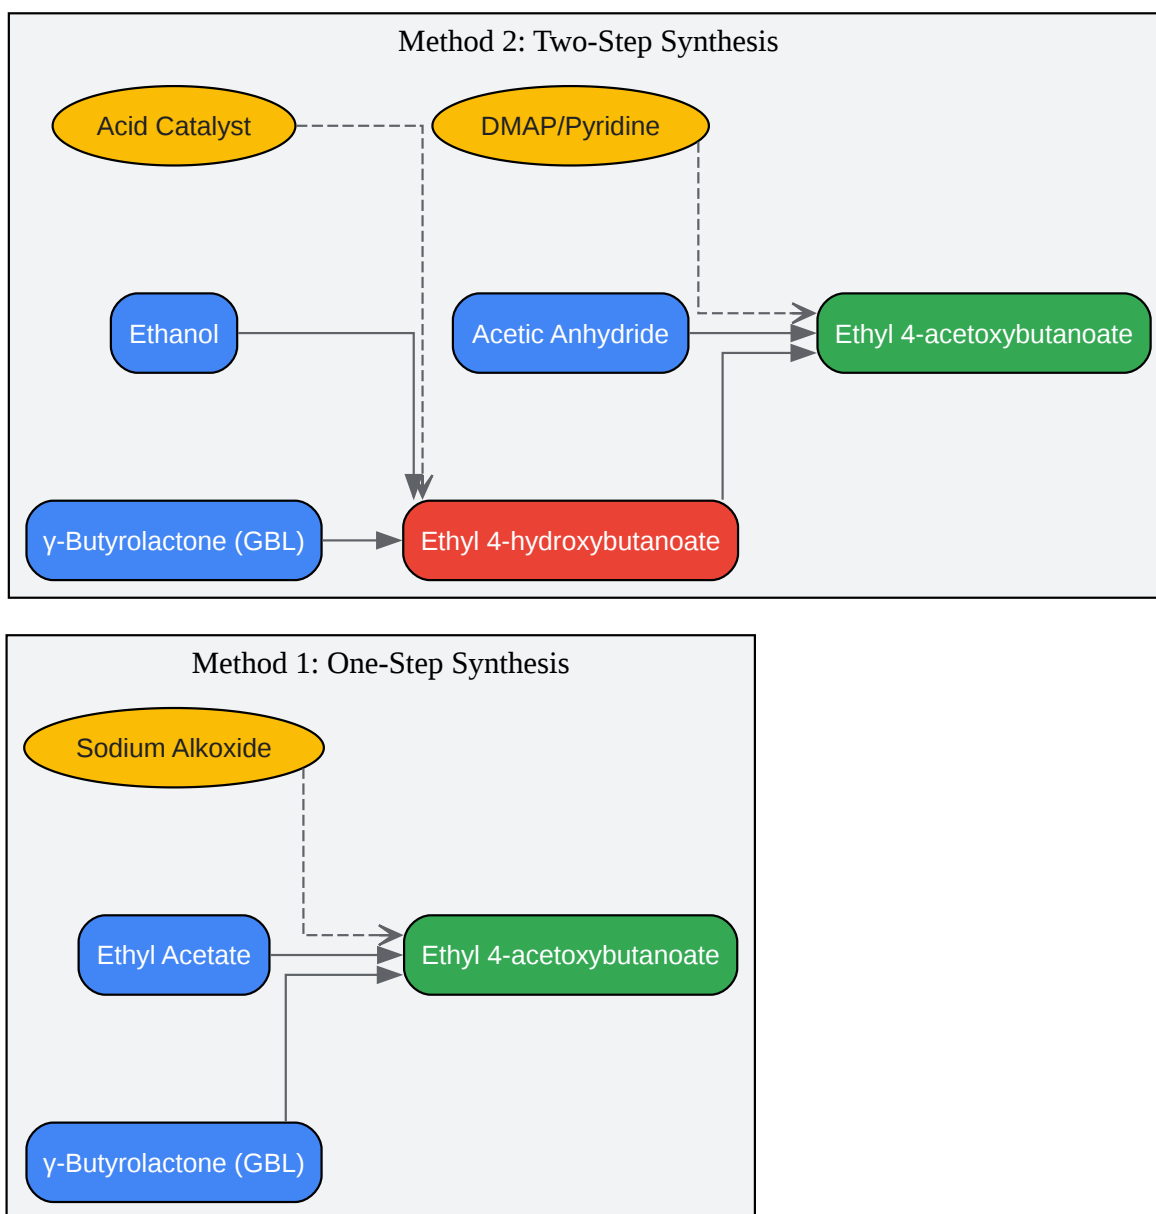 Method 2: Two-Step Synthesis
Acid Catalyst
DMAP/Pyridine
Ethanol
Acetic Anhydride
Ethyl 4-acetoxybutanoate
γ-Butyrolactone (GBL)
Ethyl 4-hydroxybutanoate
Method 1: One-Step Synthesis
Sodium Alkoxide
Ethyl Acetate
Ethyl 4-acetoxybutanoate
γ-Butyrolactone (GBL)